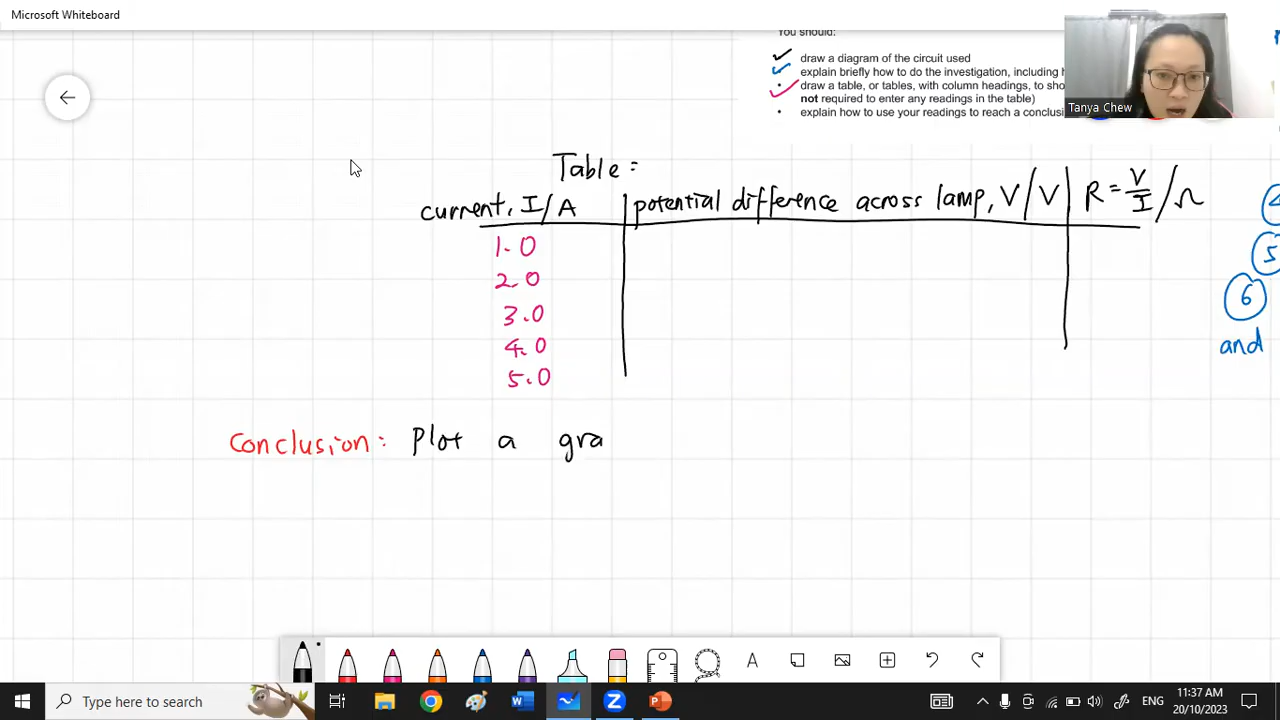 Microsoft Whiteboard
You should:
draw a diagram of the circuit used
explain briefly how to do the investigation, including
draw a table, or tables, with column headings, to
not required to enter any readings in the table)
explain how to use your readings to reach a
Tanya Chew
Table:
current, I/A
potential difference across lamp, V/V
R = V/I /Ω
1.0
2.0
3.0
4.0
5.0
5
6
and
Conclusion: Plot a gra
A
Type here to search
ENG
11:37 AM
20/10/2023